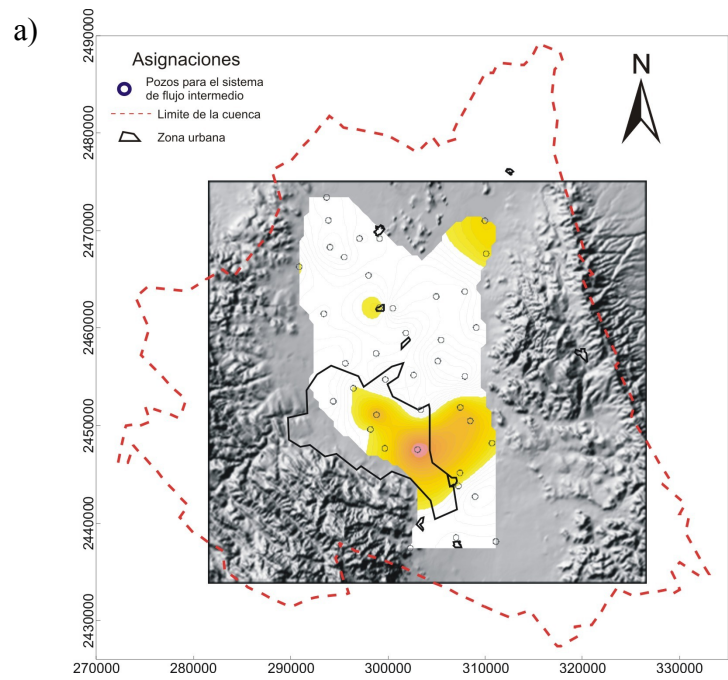 a)
Asignaciones
Pozos para el sistema
de flujo intermedio
Limite de la cuenca
Zona urbana
N
2490000
2480000
2470000
2460000
2450000
2440000
2430000
270000
280000
290000
300000
310000
320000
330000